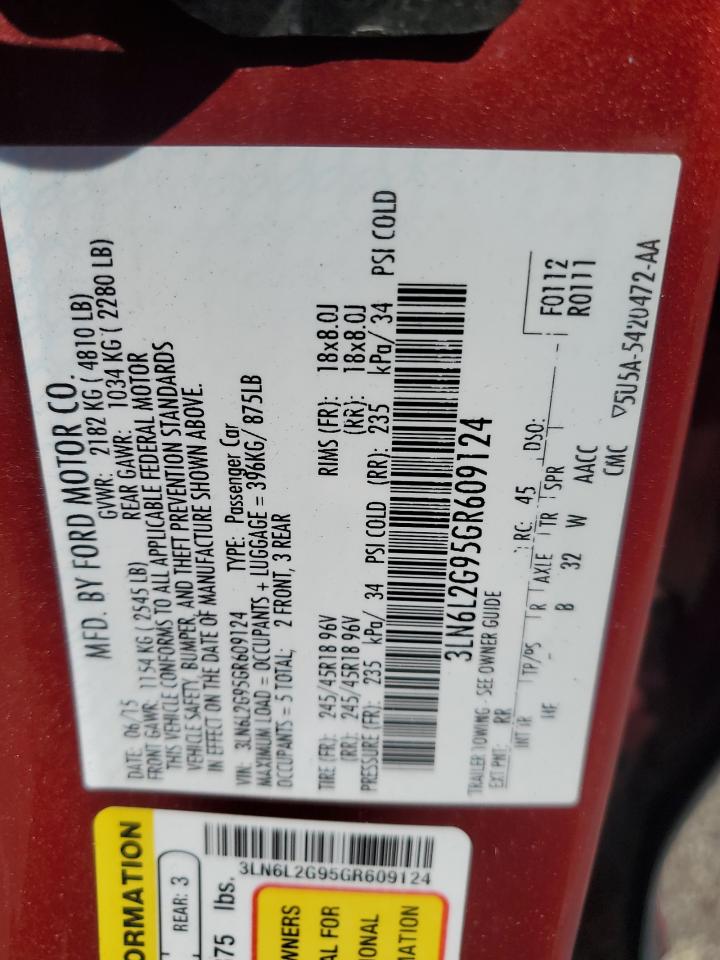 MFD. BY FORD MOTOR CO.
DATE: 06/15 GVWR: 2182 KG ( 4810 LB)
FRONT GAWR: 1154 KG ( 2545 LB) REAR GAWR: 1034 KG ( 2280 LB)
THIS VEHICLE CONFORMS TO ALL APPLICABLE FEDERAL MOTOR
VEHICLE SAFETY, BUMPER, AND THEFT PREVENTION STANDARDS
IN EFFECT ON THE DATE OF MANUFACTURE SHOWN ABOVE.
VIN: 3LN6L2G95GR609124 TYPE: Passenger Car
MAXIMUM LOAD = OCCUPANTS + LUGGAGE = 396KG/ 875LB
OCCUPANTS = 5 TOTAL; 2 FRONT, 3 REAR
TIRE (FR): 245/45R18 96V RIMS (FR): 18x8.0J
(RR): 245/45R18 96V (RR): 18x8.0J
PRESSURE (FR): 235 kPa/ 34 PSI COLD (RR): 235 kPa/ 34 PSI COLD
3LN6L2G95GR609124
TRAILER TOWING - SEE OWNER GUIDE
EXT PNT: RR RC: 45 DSO:
INT TR TP/PS R AXLE TR SPR
HF B 32 W AACC
CMC
F0112
R0111
▽5U5A-5420472-AA
ORMATION
REAR: 3
75 lbs.
3LN6L2G95GR609124
WNERS
AL FOR
IONAL